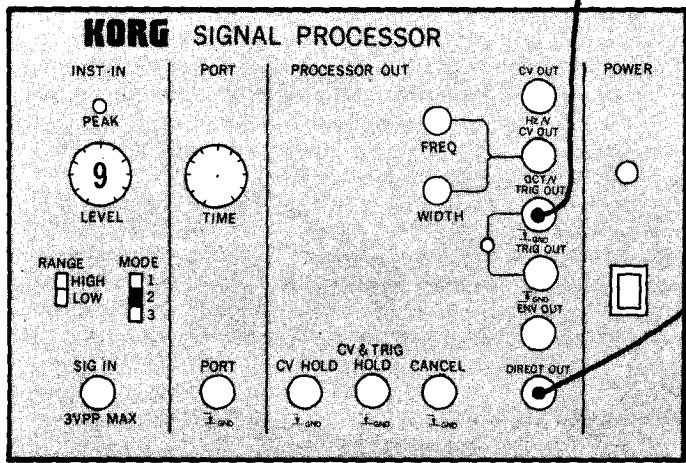 KORG SIGNAL PROCESSOR
INST-IN
PEAK
9
LEVEL
RANGE
HIGH
LOW
MODE
1
2
3
SIG IN
3VPP MAX
PORT
TIME
PORT
GND
PROCESSOR OUT
FREQ
WIDTH
CV HOLD
GND
CV & TRIG
HOLD
GND
CANCEL
GND
CV OUT
HZ/V
CV OUT
OCT/V
TRIG OUT
GND
TRIG OUT
GND
ENV OUT
DIRECT OUT
POWER